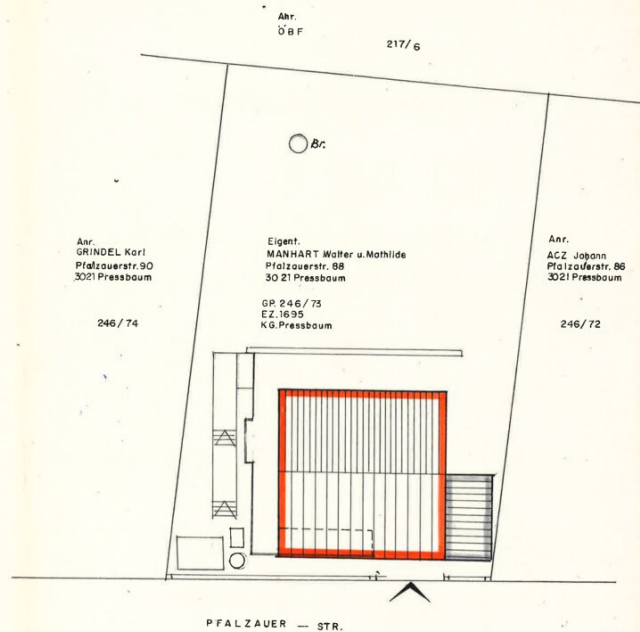 Ahr.
ÖBF
217/6
Br.
Anr.
GRINDEL Karl
Pfalzauerstr. 90
3021 Pressbaum
246/74
Eigent.
MANHART Walter u. Mathilde
Pfalzauerstr. 88
30 21 Pressbaum
GP. 246/73
EZ. 1695
KG. Pressbaum
Anr.
ACZ Johann
Pfalzauerstr. 86
3021 Pressbaum
246/72
PFALZAUER — STR.